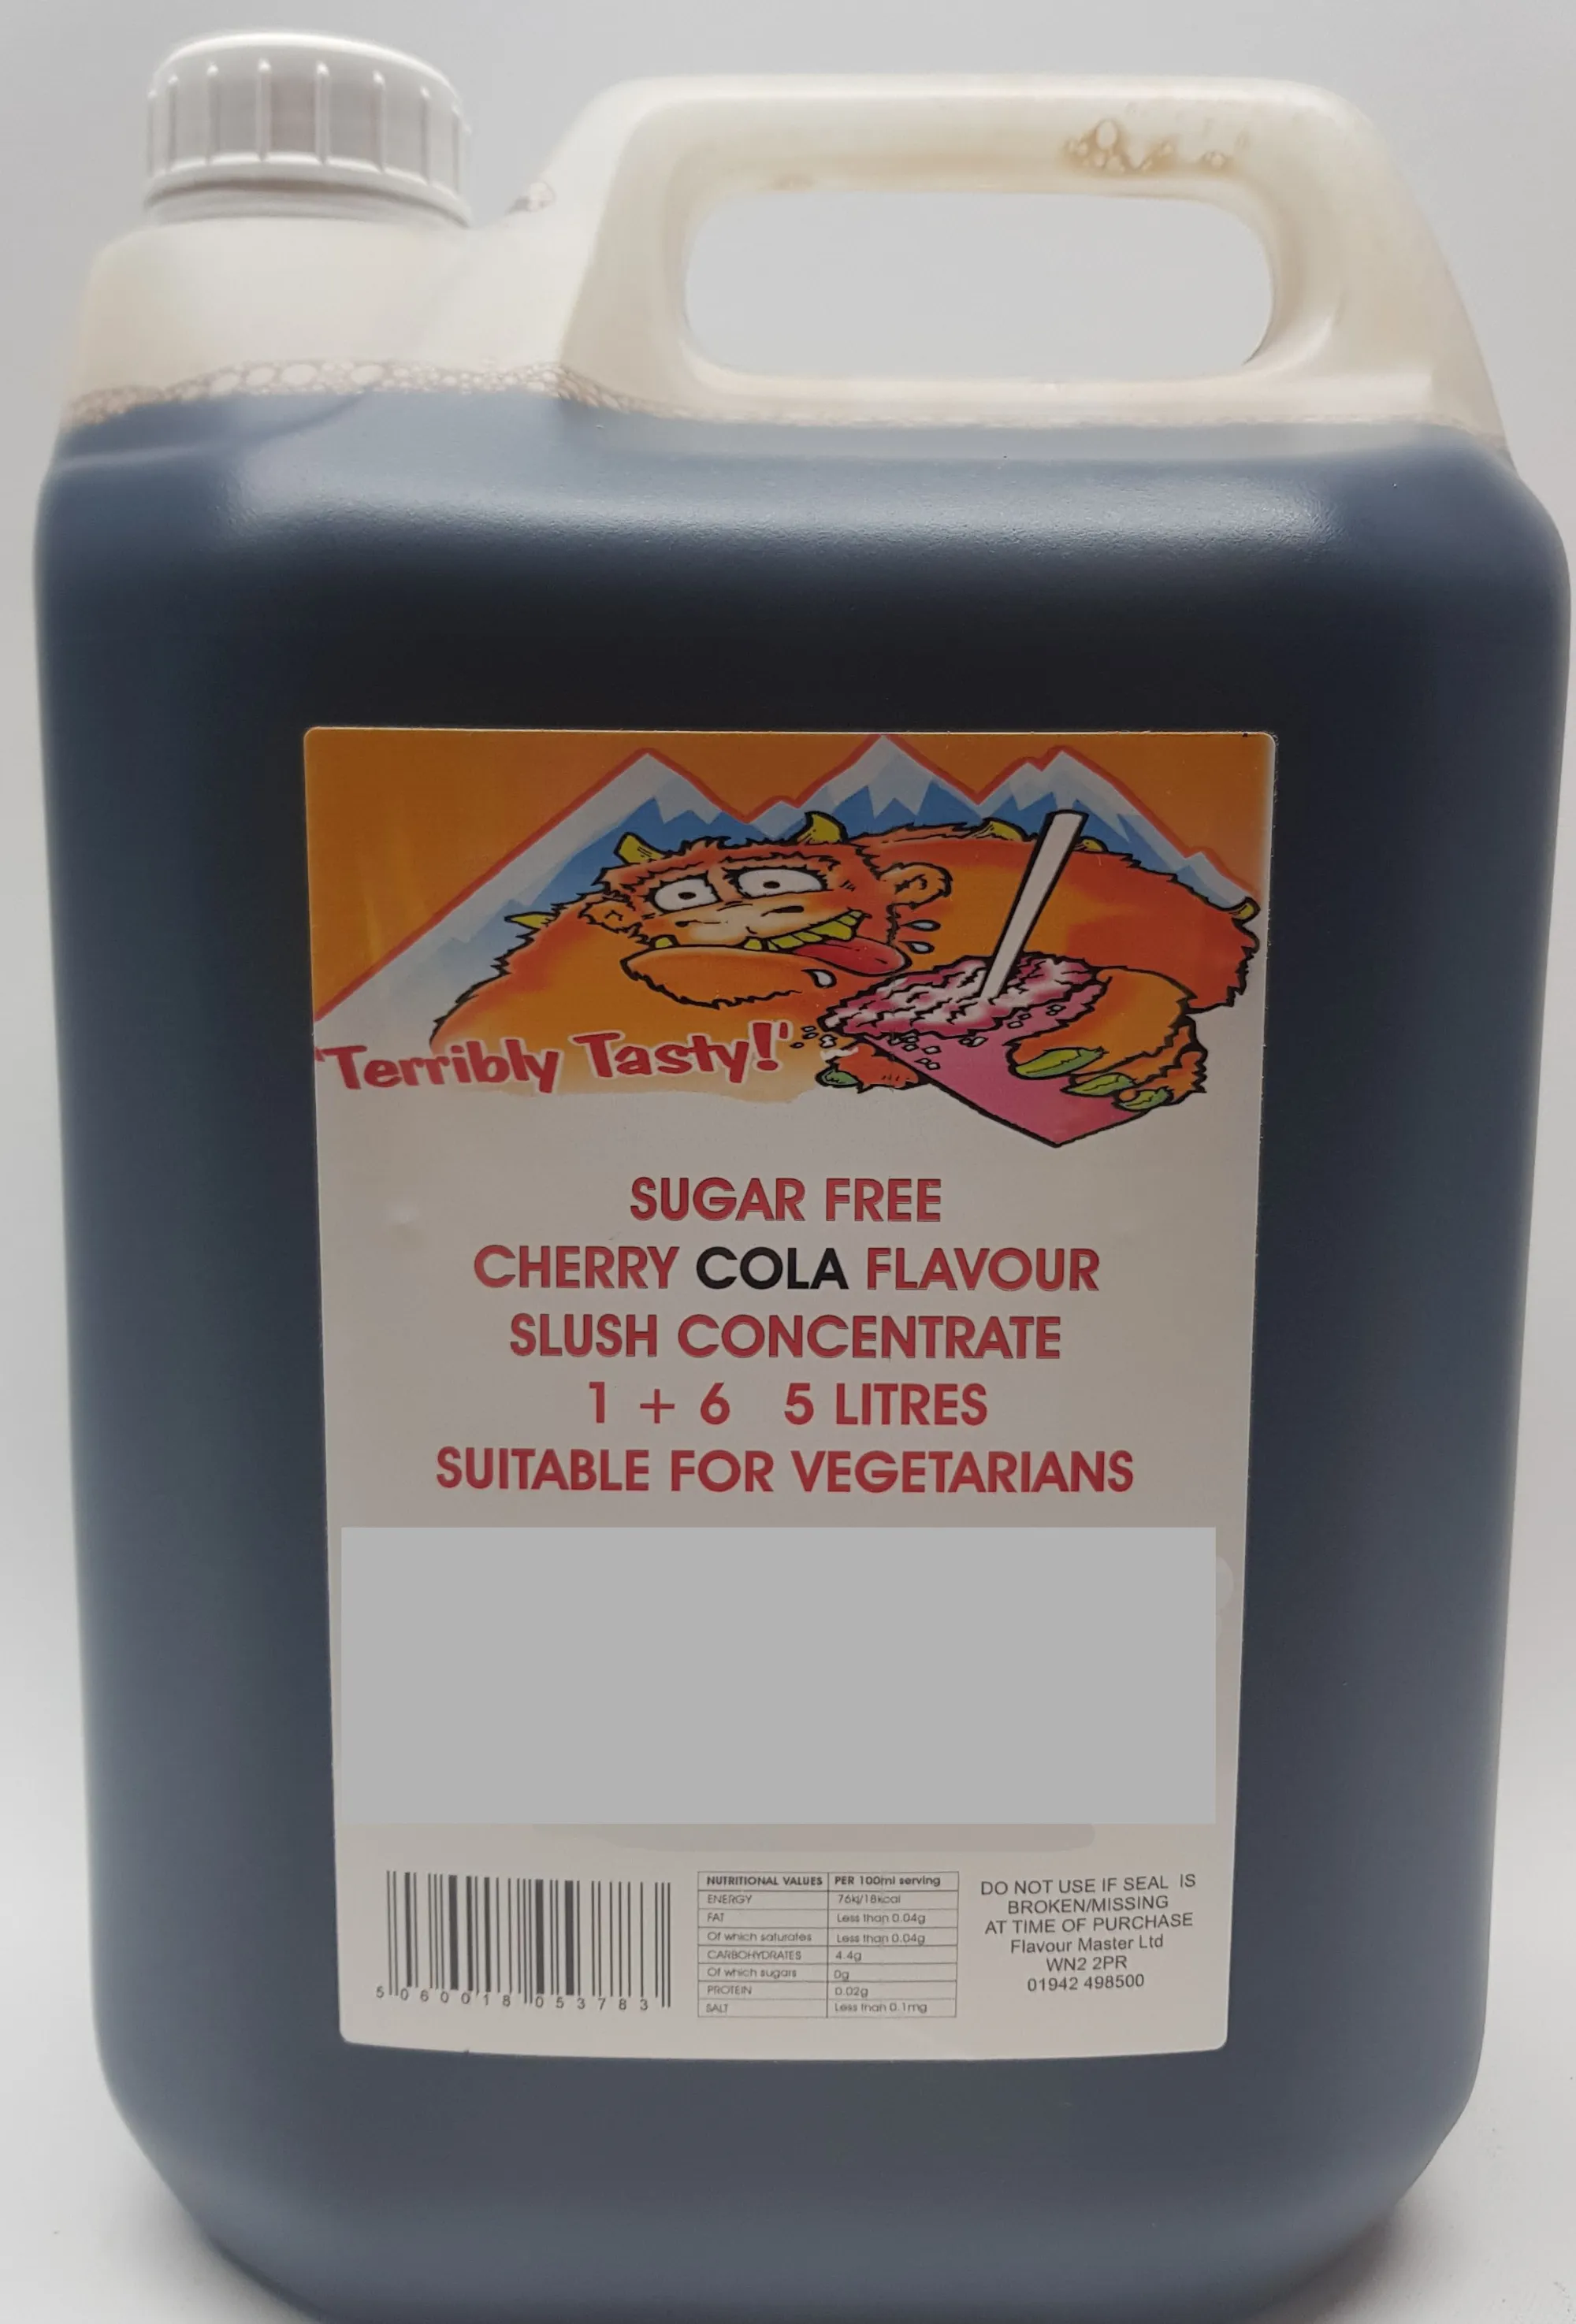 'Terribly Tasty!'
SUGAR FREE
CHERRY COLA FLAVOUR
SLUSH CONCENTRATE
1 + 6 5 LITRES
SUITABLE FOR VEGETARIANS
5 060018 053783
NUTRITIONAL VALUES PER 100ml serving
ENERGY 76kj/18kcal
FAT Less than 0.04g
Of which saturates Less than 0.04g
CARBOHYDRATES 4.4g
Of which sugars 0g
PROTEIN 0.02g
SALT Less than 0.1mg
DO NOT USE IF SEAL IS
BROKEN/MISSING
AT TIME OF PURCHASE
Flavour Master Ltd
WN2 2PR
01942 498500